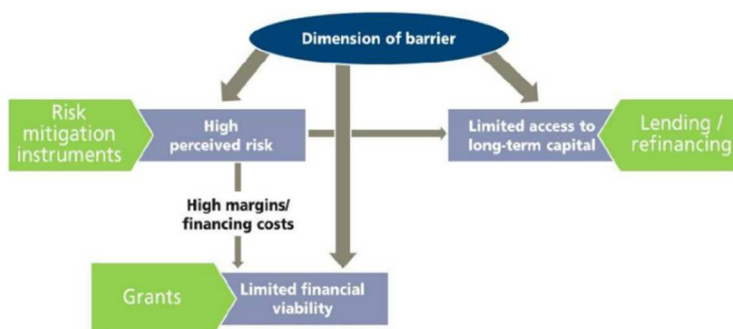 Dimension of barrier
Risk
mitigation
instruments
High
perceived risk
Limited access to
long-term capital
Lending /
refinancing
High margins/
financing costs
Grants
Limited financial
viability